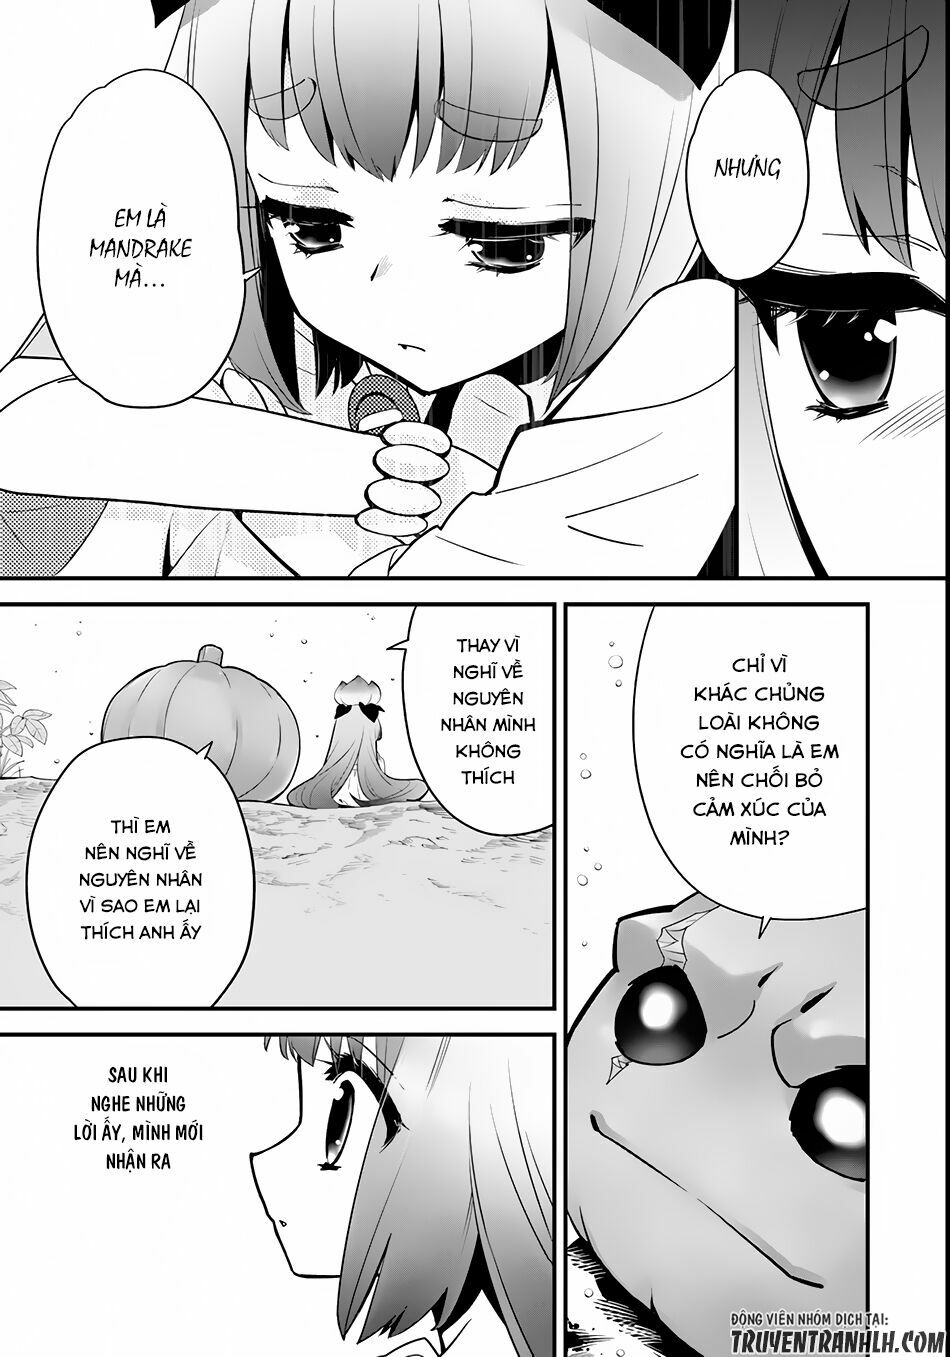 NHƯNG
EM LÀ
MANDRAKE
MÀ...
CHỈ VÌ
KHÁC CHỦNG
LOÀI KHÔNG
CÓ NGHĨA LÀ EM
NÊN CHỐI BỎ
CẢM XÚC CỦA
MÌNH?
THAY VÌ
NGHĨ VỀ
NGUYÊN
NHÂN MÌNH
KHÔNG
THÍCH
THÌ EM
NÊN NGHĨ VỀ
NGUYÊN NHÂN
VÌ SAO EM LẠI
THÍCH ANH ẤY
SAU KHI
NGHE NHỮNG
LỜI ẤY, MÌNH MỚI
NHẬN RA
ĐỘNG VIÊN NHÓM DỊCH TẠI:
TRUYENTRANHLH.COM